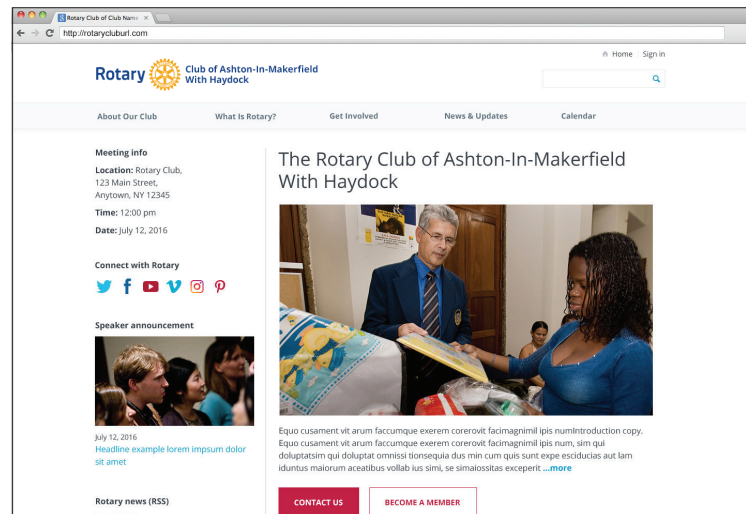 Rotary Club of Club Name
http://rotarycluburl.com
Home Sign in
Rotary
Club of Ashton-In-Makerfield
With Haydock
About Our Club What Is Rotary? Get Involved News & Updates Calendar
Meeting info
Location: Rotary Club,
123 Main Street,
Anytown, NY 12345
Time: 12:00 pm
Date: July 12, 2016
Connect with Rotary
Speaker announcement
July 12, 2016
Headline example lorem impsum dolor
sit amet
Rotary news (RSS)
The Rotary Club of Ashton-In-Makerfield
With Haydock
Equo cusament vit arum faccumque exerem corerovit facimagnimil ipis numIntroduction copy.
Equo cusament vit arum faccumque exerem corerovit facimagnimil ipis num, sim qui
doluptatsim qui doluptat omnissi tionsequia dus min cum quis sunt expe esciducias aut lam
iduntus maiorum aceatibus vollab ius simi, se simaiossitas exceperit ...more
CONTACT US BECOME A MEMBER